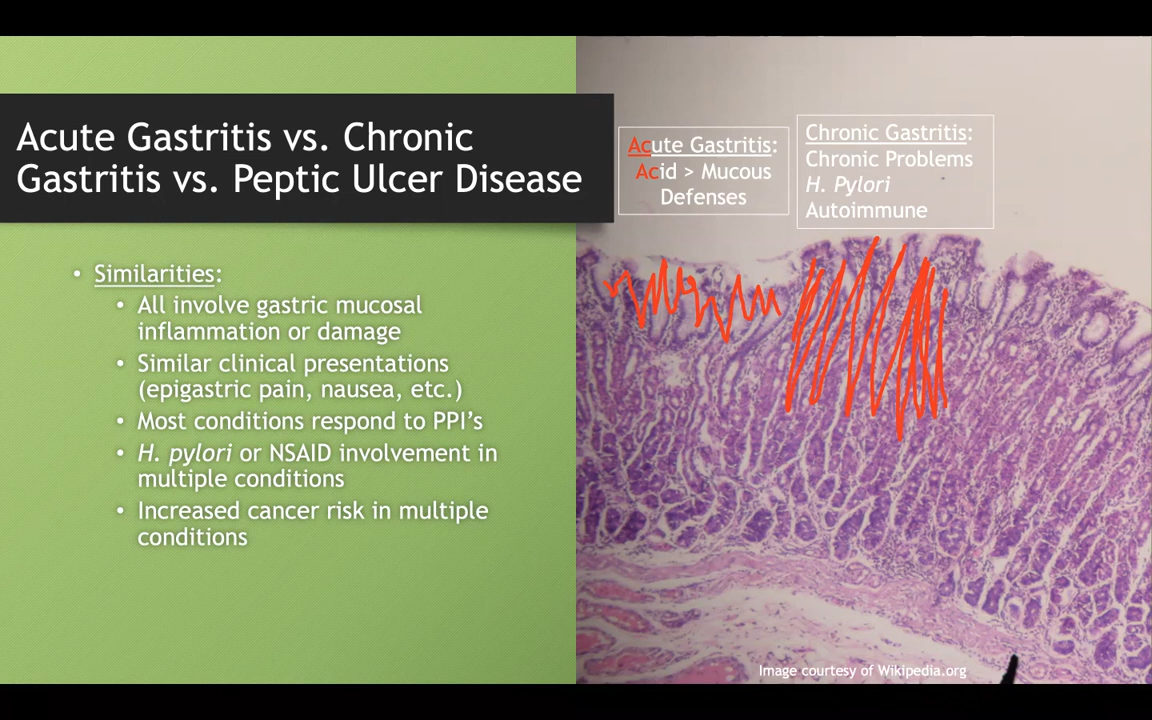 Acute Gastritis vs. Chronic
Gastritis vs. Peptic Ulcer Disease
• Similarities:
• All involve gastric mucosal
inflammation or damage
• Similar clinical presentations
(epigastric pain, nausea, etc.)
• Most conditions respond to PPI's
• H. pylori or NSAID involvement in
multiple conditions
• Increased cancer risk in multiple
conditions
Acute Gastritis:
Acid > Mucous
Defenses
Chronic Gastritis:
Chronic Problems
H. Pylori
Autoimmune
Image courtesy of Wikipedia.org